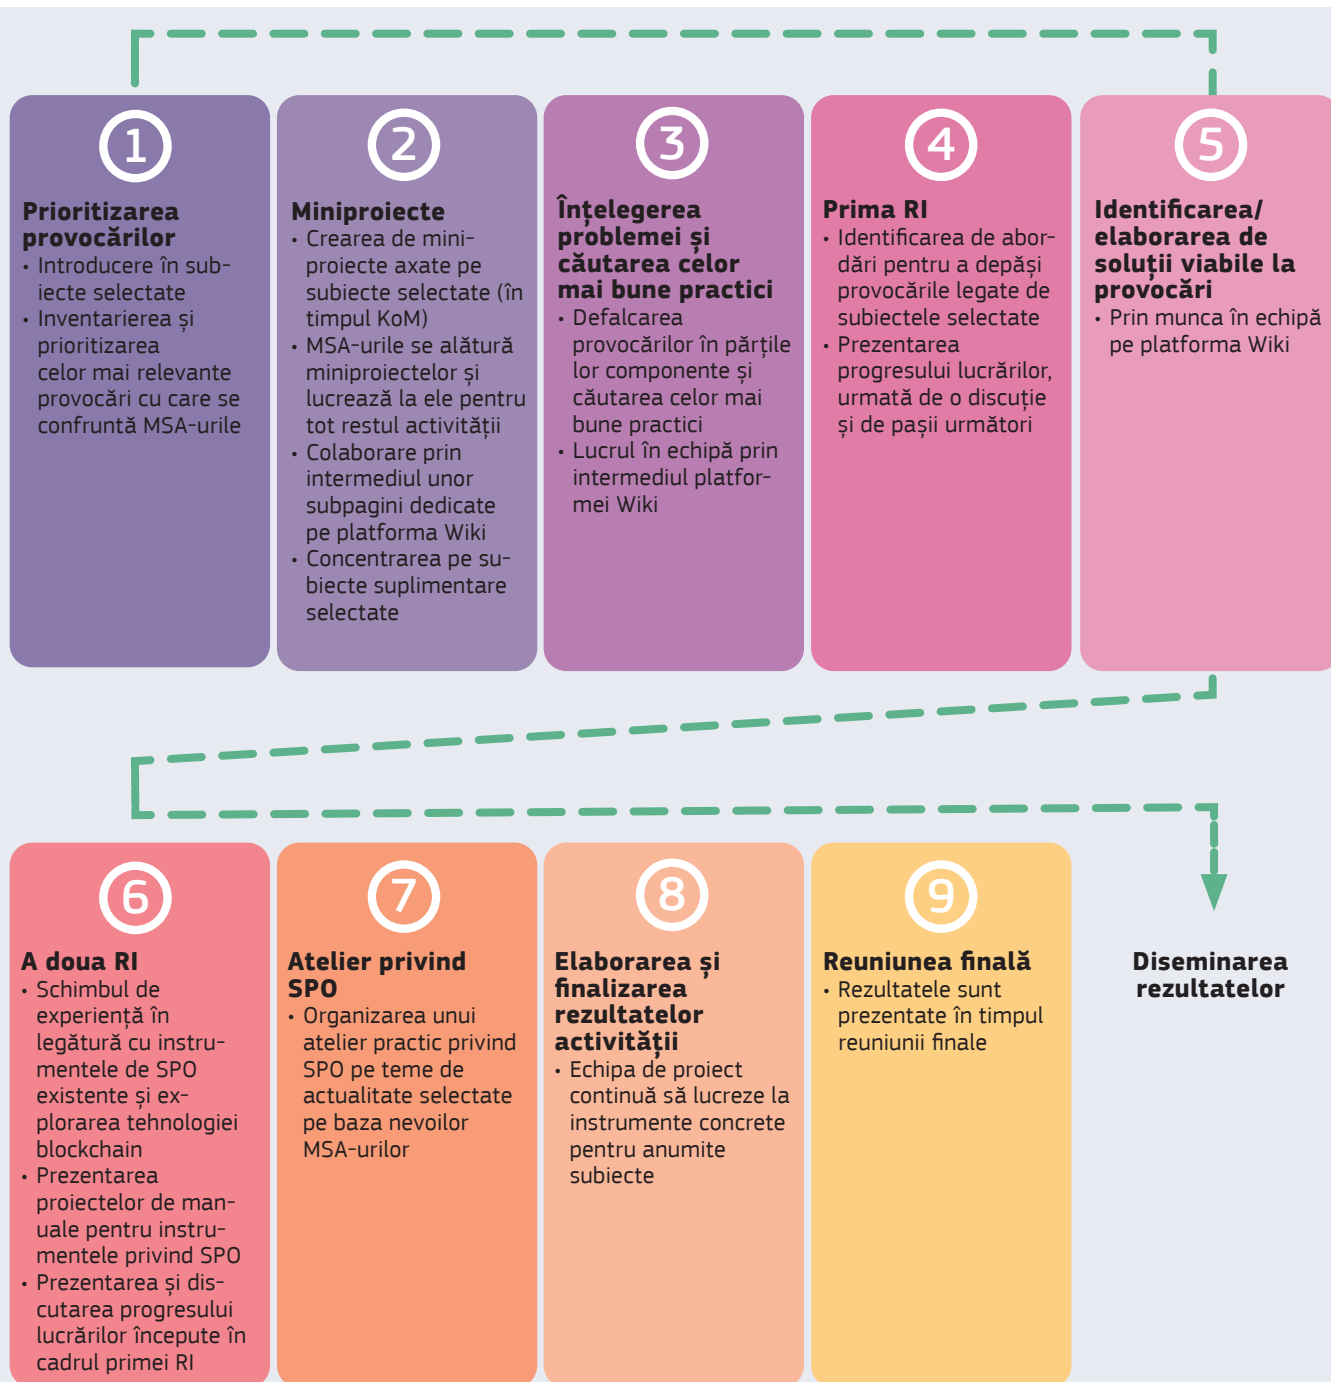 1
Prioritizarea
provocărilor
• Introducere în sub-
iecte selectate
• Inventarierea și
prioritizarea
celor mai relevante
provocări cu care se
confruntă MSA-urile
2
Miniproiecte
• Crearea de mini-
proiecte axate pe
subiecte selectate (în
timpul KoM)
• MSA-urile se alătură
miniproiectelor și
lucrează la ele pentru
tot restul activității
• Colaborare prin
intermediul unor
subpagini dedicate
pe platforma Wiki
• Concentrarea pe su-
biecte suplimentare
selectate
3
Înțelegerea
problemei și
căutarea celor
mai bune practici
• Defalcarea
provocărilor în părțile
lor componente și
căutarea celor mai
bune practici
• Lucrul în echipă prin
intermediul platfor-
mei Wiki
4
Prima RI
• Identificarea de abor-
dări pentru a depăși
provocările legate de
subiectele selectate
• Prezentarea
progresului lucrărilor,
urmată de o discuție
și de pașii următori
5
Identificarea/
elaborarea de
soluții viabile la
provocări
• Prin munca în echipă
pe platforma Wiki
6
A doua RI
• Schimbul de
experiență în
legătură cu instru-
mentele de SPO
existente și ex-
plorarea tehnologiei
blockchain
• Prezentarea
proiectelor de man-
uale pentru instru-
mentele privind SPO
• Prezentarea și dis-
cutarea progresului
lucrărilor începute în
cadrul primei RI
7
Atelier privind
SPO
• Organizarea unui
atelier practic privind
SPO pe teme de
actualitate selectate
pe baza nevoilor
MSA-urilor
8
Elaborarea și
finalizarea
rezultatelor
activității
• Echipa de proiect
continuă să lucreze la
instrumente concrete
pentru anumite
subiecte
9
Reuniunea finală
• Rezultatele sunt
prezentate în timpul
reuniunii finale
Diseminarea
rezultatelor